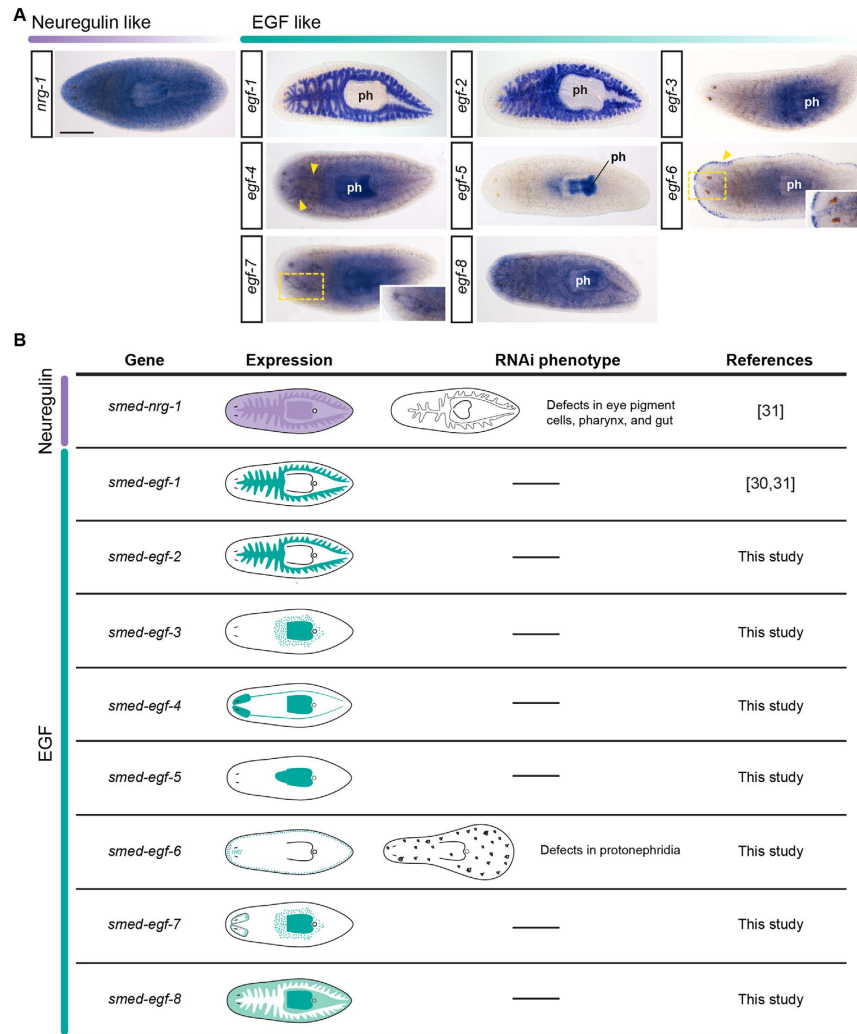 A
Neuregulin like
EGF like
nrg-1
egf-1
ph
egf-2
ph
egf-3
ph
egf-4
ph
egf-5
ph
egf-6
ph
egf-7
egf-8
ph
B
Gene Expression RNAi phenotype References
Neuregulin
smed-nrg-1
Defects in eye pigment
cells, pharynx, and gut
[31]
EGF
smed-egf-1
[30,31]
smed-egf-2
This study
smed-egf-3
This study
smed-egf-4
This study
smed-egf-5
This study
smed-egf-6
Defects in protonephridia
This study
smed-egf-7
This study
smed-egf-8
This study